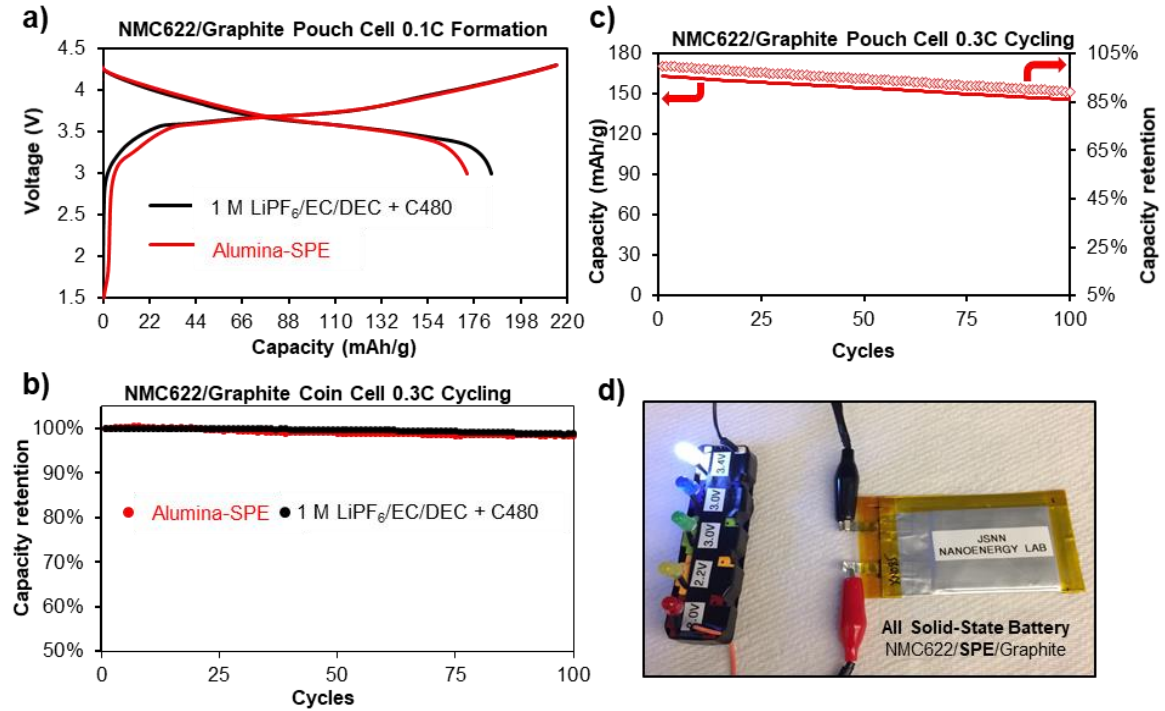 a)
NMC622/Graphite Pouch Cell 0.1C Formation
4.5
4
3.5
3
2.5
2
1.5
Voltage (V)
1 M LiPF₆/EC/DEC + C480
Alumina-SPE
0 22 44 66 88 110 132 154 176 198 220
Capacity (mAh/g)
c)
NMC622/Graphite Pouch Cell 0.3C Cycling
180
150
120
90
60
30
0
Capacity (mAh/g)
105%
85%
65%
45%
25%
5%
Capacity retention
0 25 50 75 100
Cycles
b)
NMC622/Graphite Coin Cell 0.3C Cycling
100%
90%
80%
70%
60%
50%
Capacity retention
Alumina-SPE 1 M LiPF₆/EC/DEC + C480
0 25 50 75 100
Cycles
d)
3.4V
3.0V
3.0V
2.2V
JSNN
NANOENERGY LAB
All Solid-State Battery
NMC622/SPE/Graphite